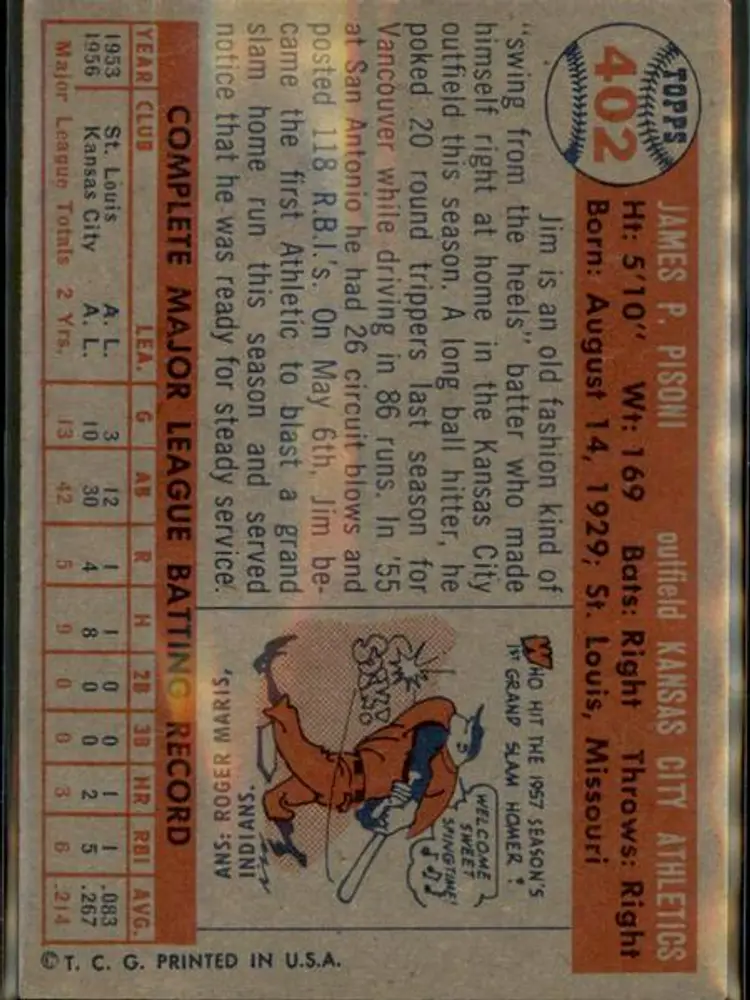 TOPPS
402
JAMES P. PISONI outfield KANSAS CITY ATHLETICS
Ht: 5'10" Wt: 169 Bats: Right Throws: Right
Born: August 14, 1929; St. Louis, Missouri
Jim is an old fashion kind of
"swing from the heels" batter who made
himself right at home in the Kansas City
outfield this season. A long ball hitter, he
poked 20 round trippers last season for
Vancouver while driving in 86 runs. In '55
at San Antonio he had 26 circuit blows and
posted 118 R.B.I.'s. On May 6th, Jim be-
came the first Athletic to blast a grand
slam home run this season and served
notice that he was ready for steady service.
WHO HIT THE 1957 SEASON'S
1ST GRAND SLAM HOMER?
WELCOME
SWEET
SPINGTIME!
ANS: ROGER MARIS,
INDIANS.
COMPLETE MAJOR LEAGUE BATTING RECORD
YEAR CLUB LEA. G AB R H 2B 3B HR RBI AVG.
1953 St. Louis A. L. 3 12 1 1 0 0 1 1 .083
1956 Kansas City A. L. 10 30 4 8 0 0 2 5 .267
Major League Totals 2 Yrs. 13 42 5 9 0 0 3 6 .214
© T. C. G. PRINTED IN U.S.A.